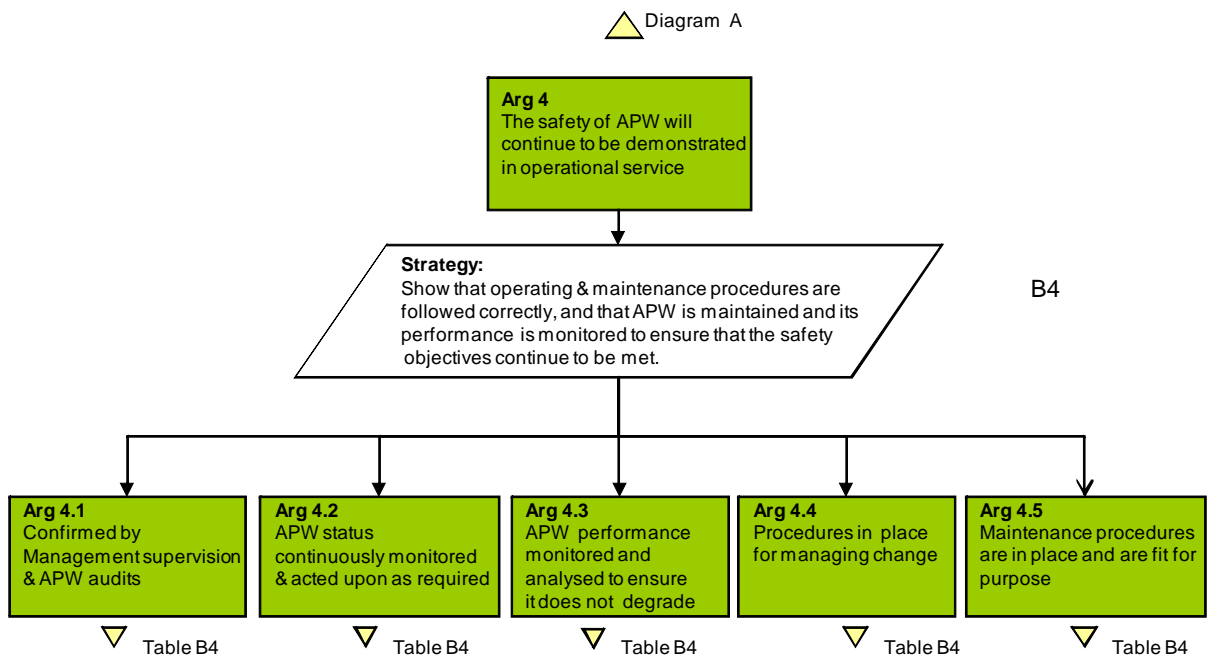 Diagram A
Arg 4
The safety of APW will
continue to be demonstrated
in operational service
Strategy:
Show that operating & maintenance procedures are
followed correctly, and that APW is maintained and its
performance is monitored to ensure that the safety
objectives continue to be met.
B4
Arg 4.1
Confirmed by
Management supervision
& APW audits
Arg 4.2
APW status
continuously monitored
& acted upon as required
Arg 4.3
APW performance
monitored and
analysed to ensure
it does not degrade
Arg 4.4
Procedures in place
for managing change
Arg 4.5
Maintenance procedures
are in place and are fit for
purpose
Table B4
Table B4
Table B4
Table B4
Table B4